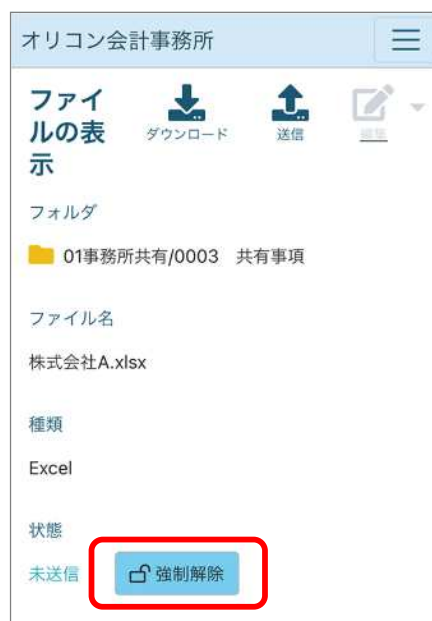 オリコン会計事務所
ファイ
ルの表
示
ダウンロード
送信
編集
フォルダ
01事務所共有/0003 共有事項
ファイル名
株式会社A.xlsx
種類
Excel
状態
未送信
強制解除